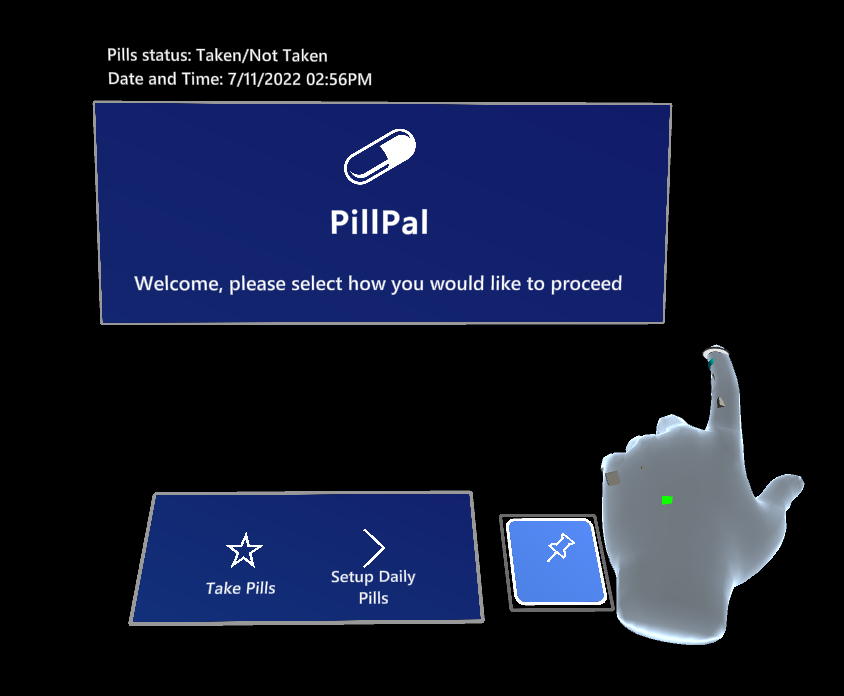 Pills status: Taken/Not Taken
Date and Time: 7/11/2022 02:56PM
PillPal
Welcome, please select how you would like to proceed
Take Pills
Setup Daily
Pills